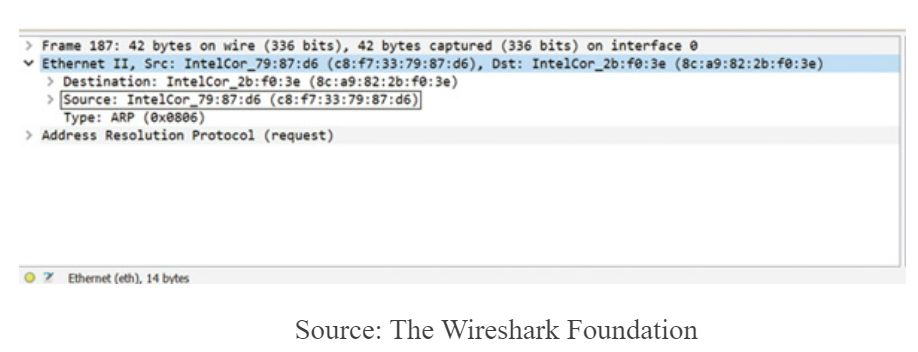 Frame 187: 42 bytes on wire (336 bits), 42 bytes captured (336 bits) on interface 0
Ethernet II, Src: IntelCor_79:87:d6 (c8:f7:33:79:87:d6), Dst: IntelCor_2b:f0:3e (8c:a9:82:2b:f0:3e)
Destination: IntelCor_2b:f0:3e (8c:a9:82:2b:f0:3e)
Source: IntelCor_79:87:d6 (c8:f7:33:79:87:d6)
Type: ARP (0x0806)
Address Resolution Protocol (request)
Ethernet (eth), 14 bytes
Source: The Wireshark Foundation